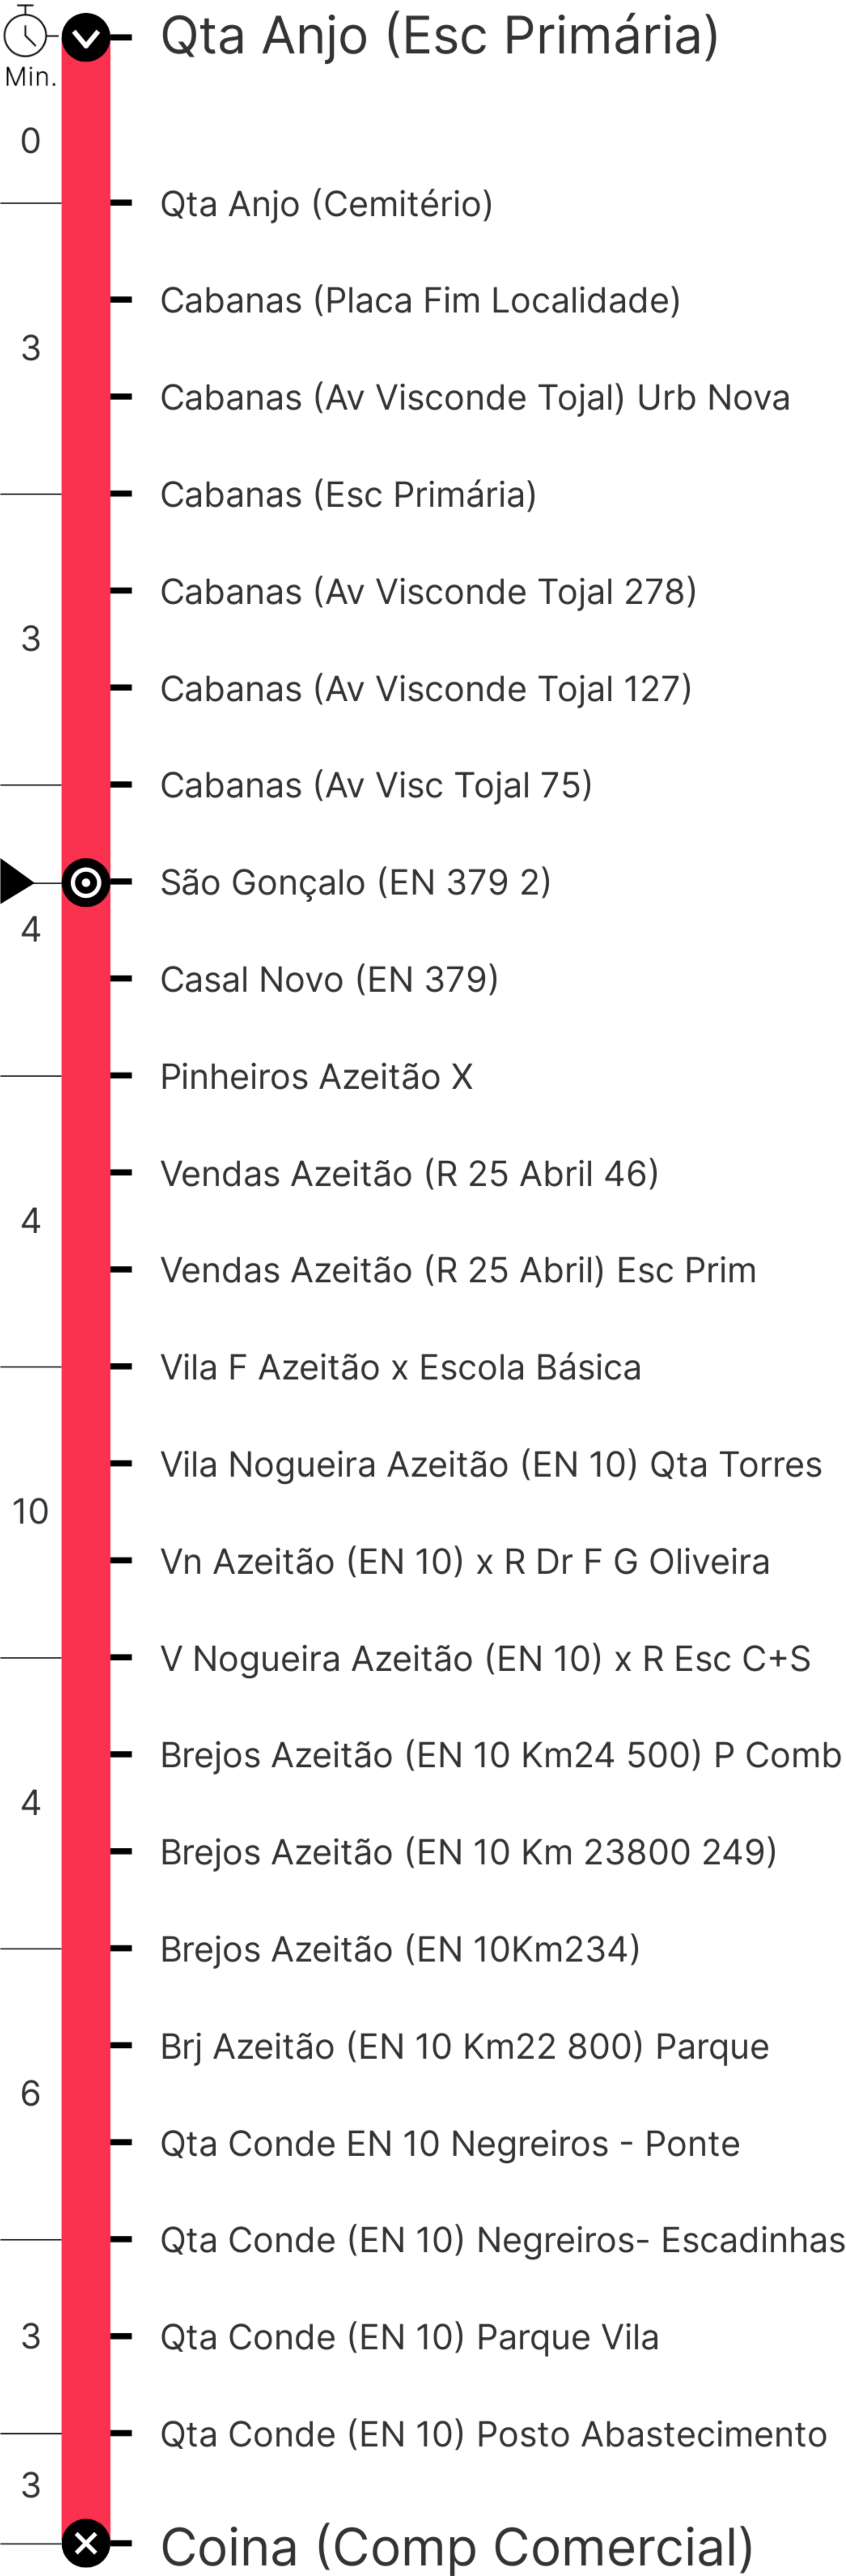 Qta Anjo (Esc Primária)
Min.
0
Qta Anjo (Cemitério)
Cabanas (Placa Fim Localidade)
3
Cabanas (Av Visconde Tojal) Urb Nova
Cabanas (Esc Primária)
Cabanas (Av Visconde Tojal 278)
3
Cabanas (Av Visconde Tojal 127)
Cabanas (Av Visc Tojal 75)
São Gonçalo (EN 379 2)
4
Casal Novo (EN 379)
Pinheiros Azeitão X
Vendas Azeitão (R 25 Abril 46)
4
Vendas Azeitão (R 25 Abril) Esc Prim
Vila F Azeitão x Escola Básica
Vila Nogueira Azeitão (EN 10) Qta Torres
10
Vn Azeitão (EN 10) x R Dr F G Oliveira
V Nogueira Azeitão (EN 10) x R Esc C+S
Brejos Azeitão (EN 10 Km24 500) P Comb
4
Brejos Azeitão (EN 10 Km 23800 249)
Brejos Azeitão (EN 10Km234)
Brj Azeitão (EN 10 Km22 800) Parque
6
Qta Conde EN 10 Negreiros - Ponte
Qta Conde (EN 10) Negreiros- Escadinhas
3
Qta Conde (EN 10) Parque Vila
Qta Conde (EN 10) Posto Abastecimento
3
Coina (Comp Comercial)